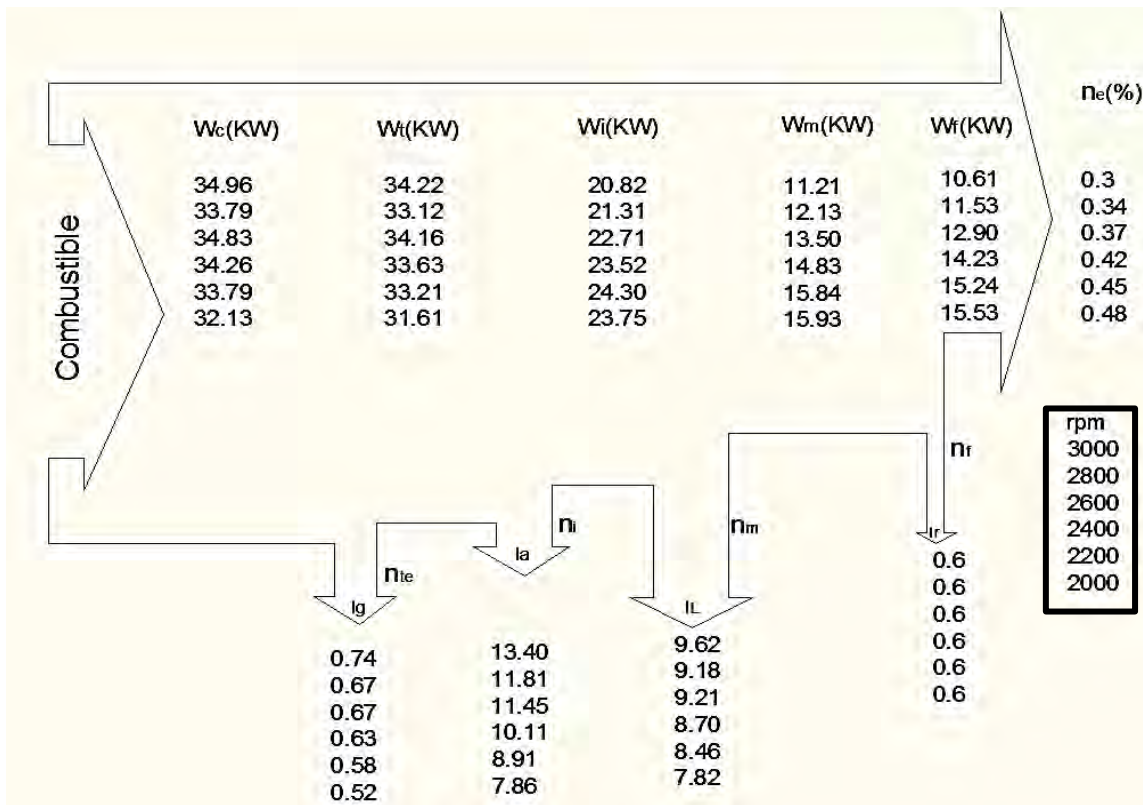 nₑ(%)
Wc(KW) Wt(KW) Wi(KW) Wm(KW) Wf(KW)
34.96 34.22 20.82 11.21 10.61 0.3
33.79 33.12 21.31 12.13 11.53 0.34
34.83 34.16 22.71 13.50 12.90 0.37
34.26 33.63 23.52 14.83 14.23 0.42
33.79 33.21 24.30 15.84 15.24 0.45
32.13 31.61 23.75 15.93 15.53 0.48
Combustible
rpm
3000
2800
2600
2400
2200
2000
nte ni nm nf
Ig Ia IL Ir
0.74 13.40 9.62 0.6
0.67 11.81 9.18 0.6
0.67 11.45 9.21 0.6
0.63 10.11 8.70 0.6
0.58 8.91 8.46 0.6
0.52 7.86 7.82 0.6